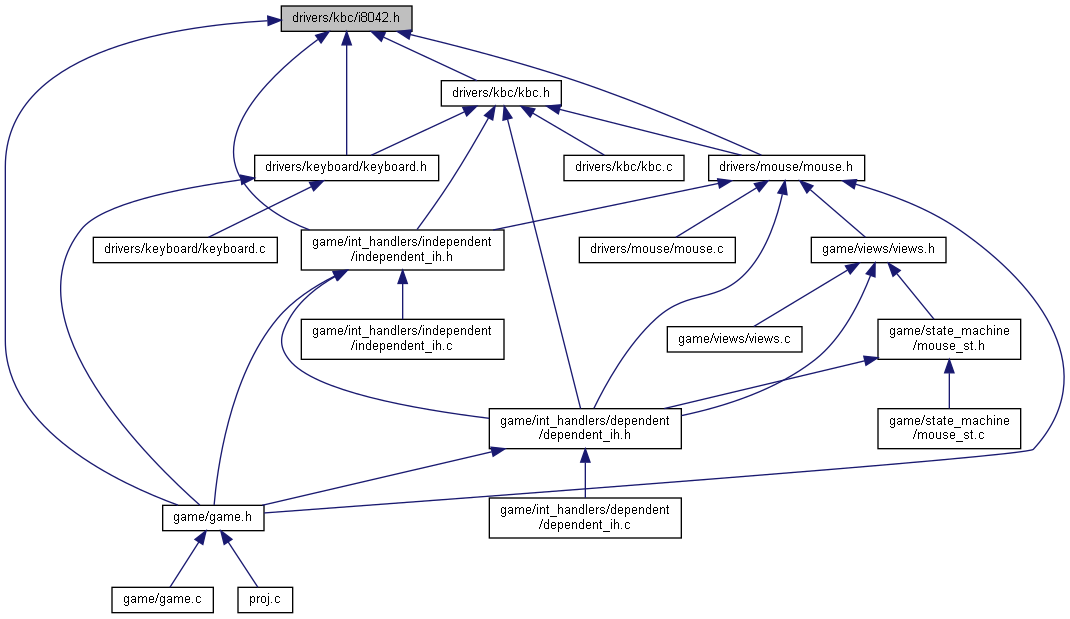 drivers/kbc/i8042.h
drivers/kbc/kbc.h
drivers/keyboard/keyboard.h
drivers/kbc/kbc.c
drivers/mouse/mouse.h
drivers/keyboard/keyboard.c
game/int_handlers/independent
/independent_ih.h
drivers/mouse/mouse.c
game/views/views.h
game/int_handlers/independent
/independent_ih.c
game/views/views.c
game/state_machine
/mouse_st.h
game/int_handlers/dependent
/dependent_ih.h
game/state_machine
/mouse_st.c
game/game.h
game/int_handlers/dependent
/dependent_ih.c
game/game.c
proj.c